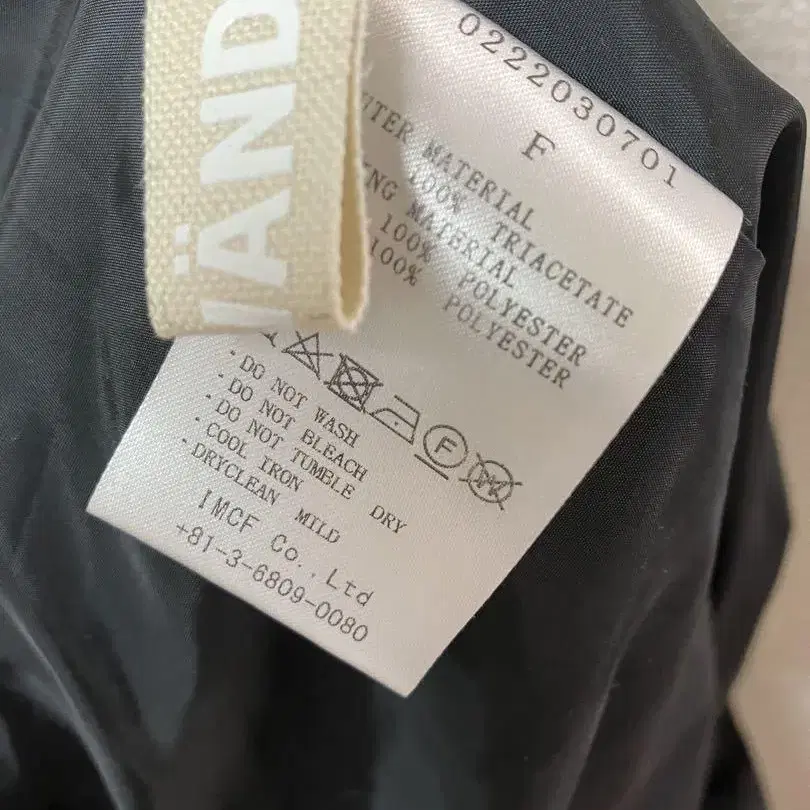 ÄND
0222030701
F
MATERIAL
100% TRIACETATE
MATERIAL
100% POLYESTER
100% POLYESTER
F
W
· DO NOT WASH
· DO NOT BLEACH
· DO NOT TUMBLE DRY
· COOL IRON
· DRYCLEAN MILD
IMCF Co., Ltd
+81-3-6809-0080